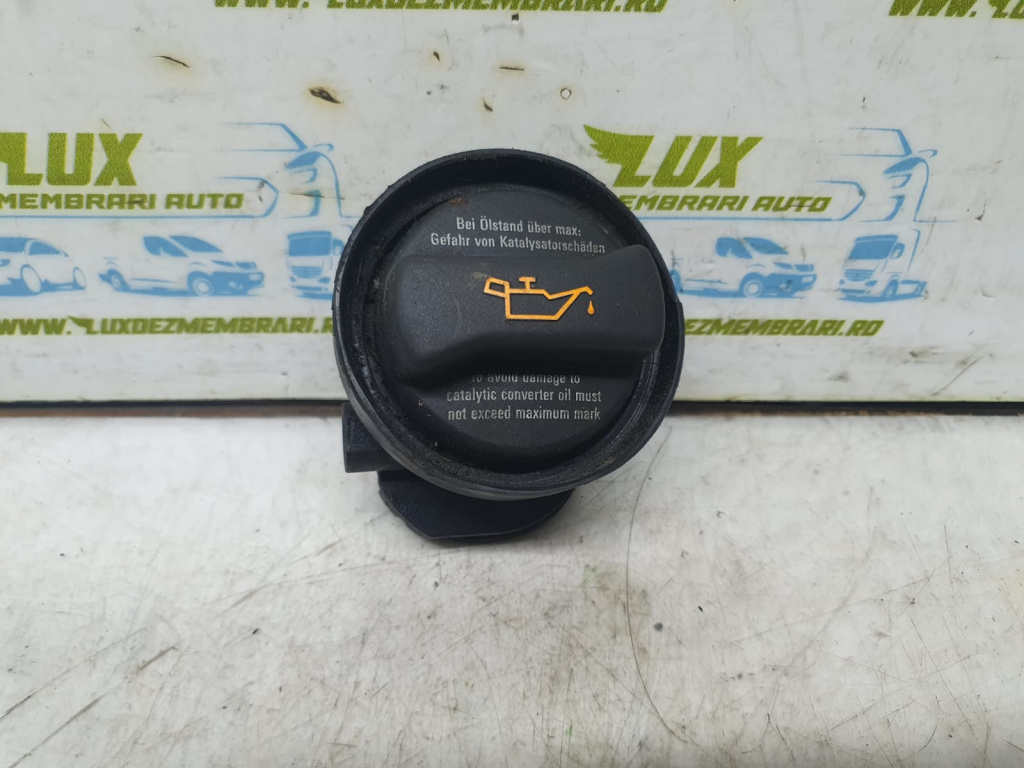 LUXDEZMEMBRARI.RO
LUX
DEZMEMBRARI AUTO
LUX
DEZMEMBRARI AUTO
WWW.LUXDEZMEMBRARI.RO
WWW.LUXDEZMEMBRARI.RO
Bei Ölstand über max:
Gefahr von Katalysatorschäden
To avoid damage to
catalytic converter oil must
not exceed maximum mark